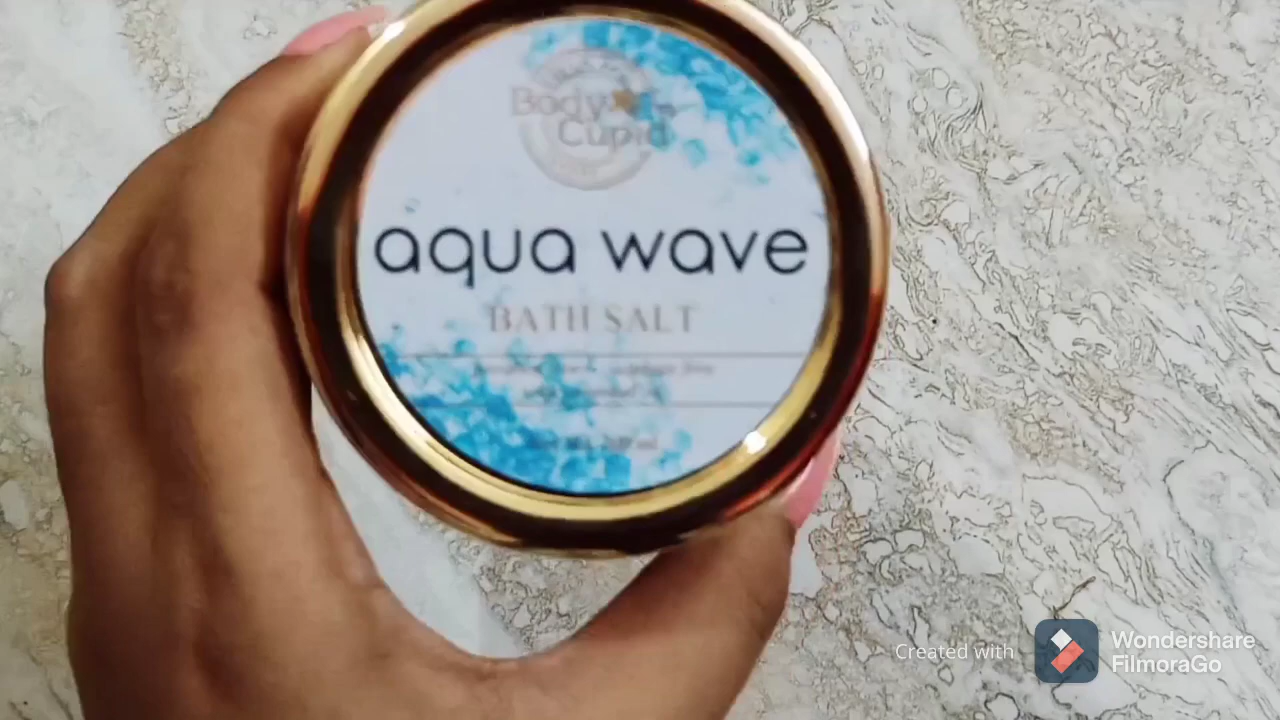 Body
Cupid
aqua wave
BATH SALT
Created with
Wondershare
FilmoraGo